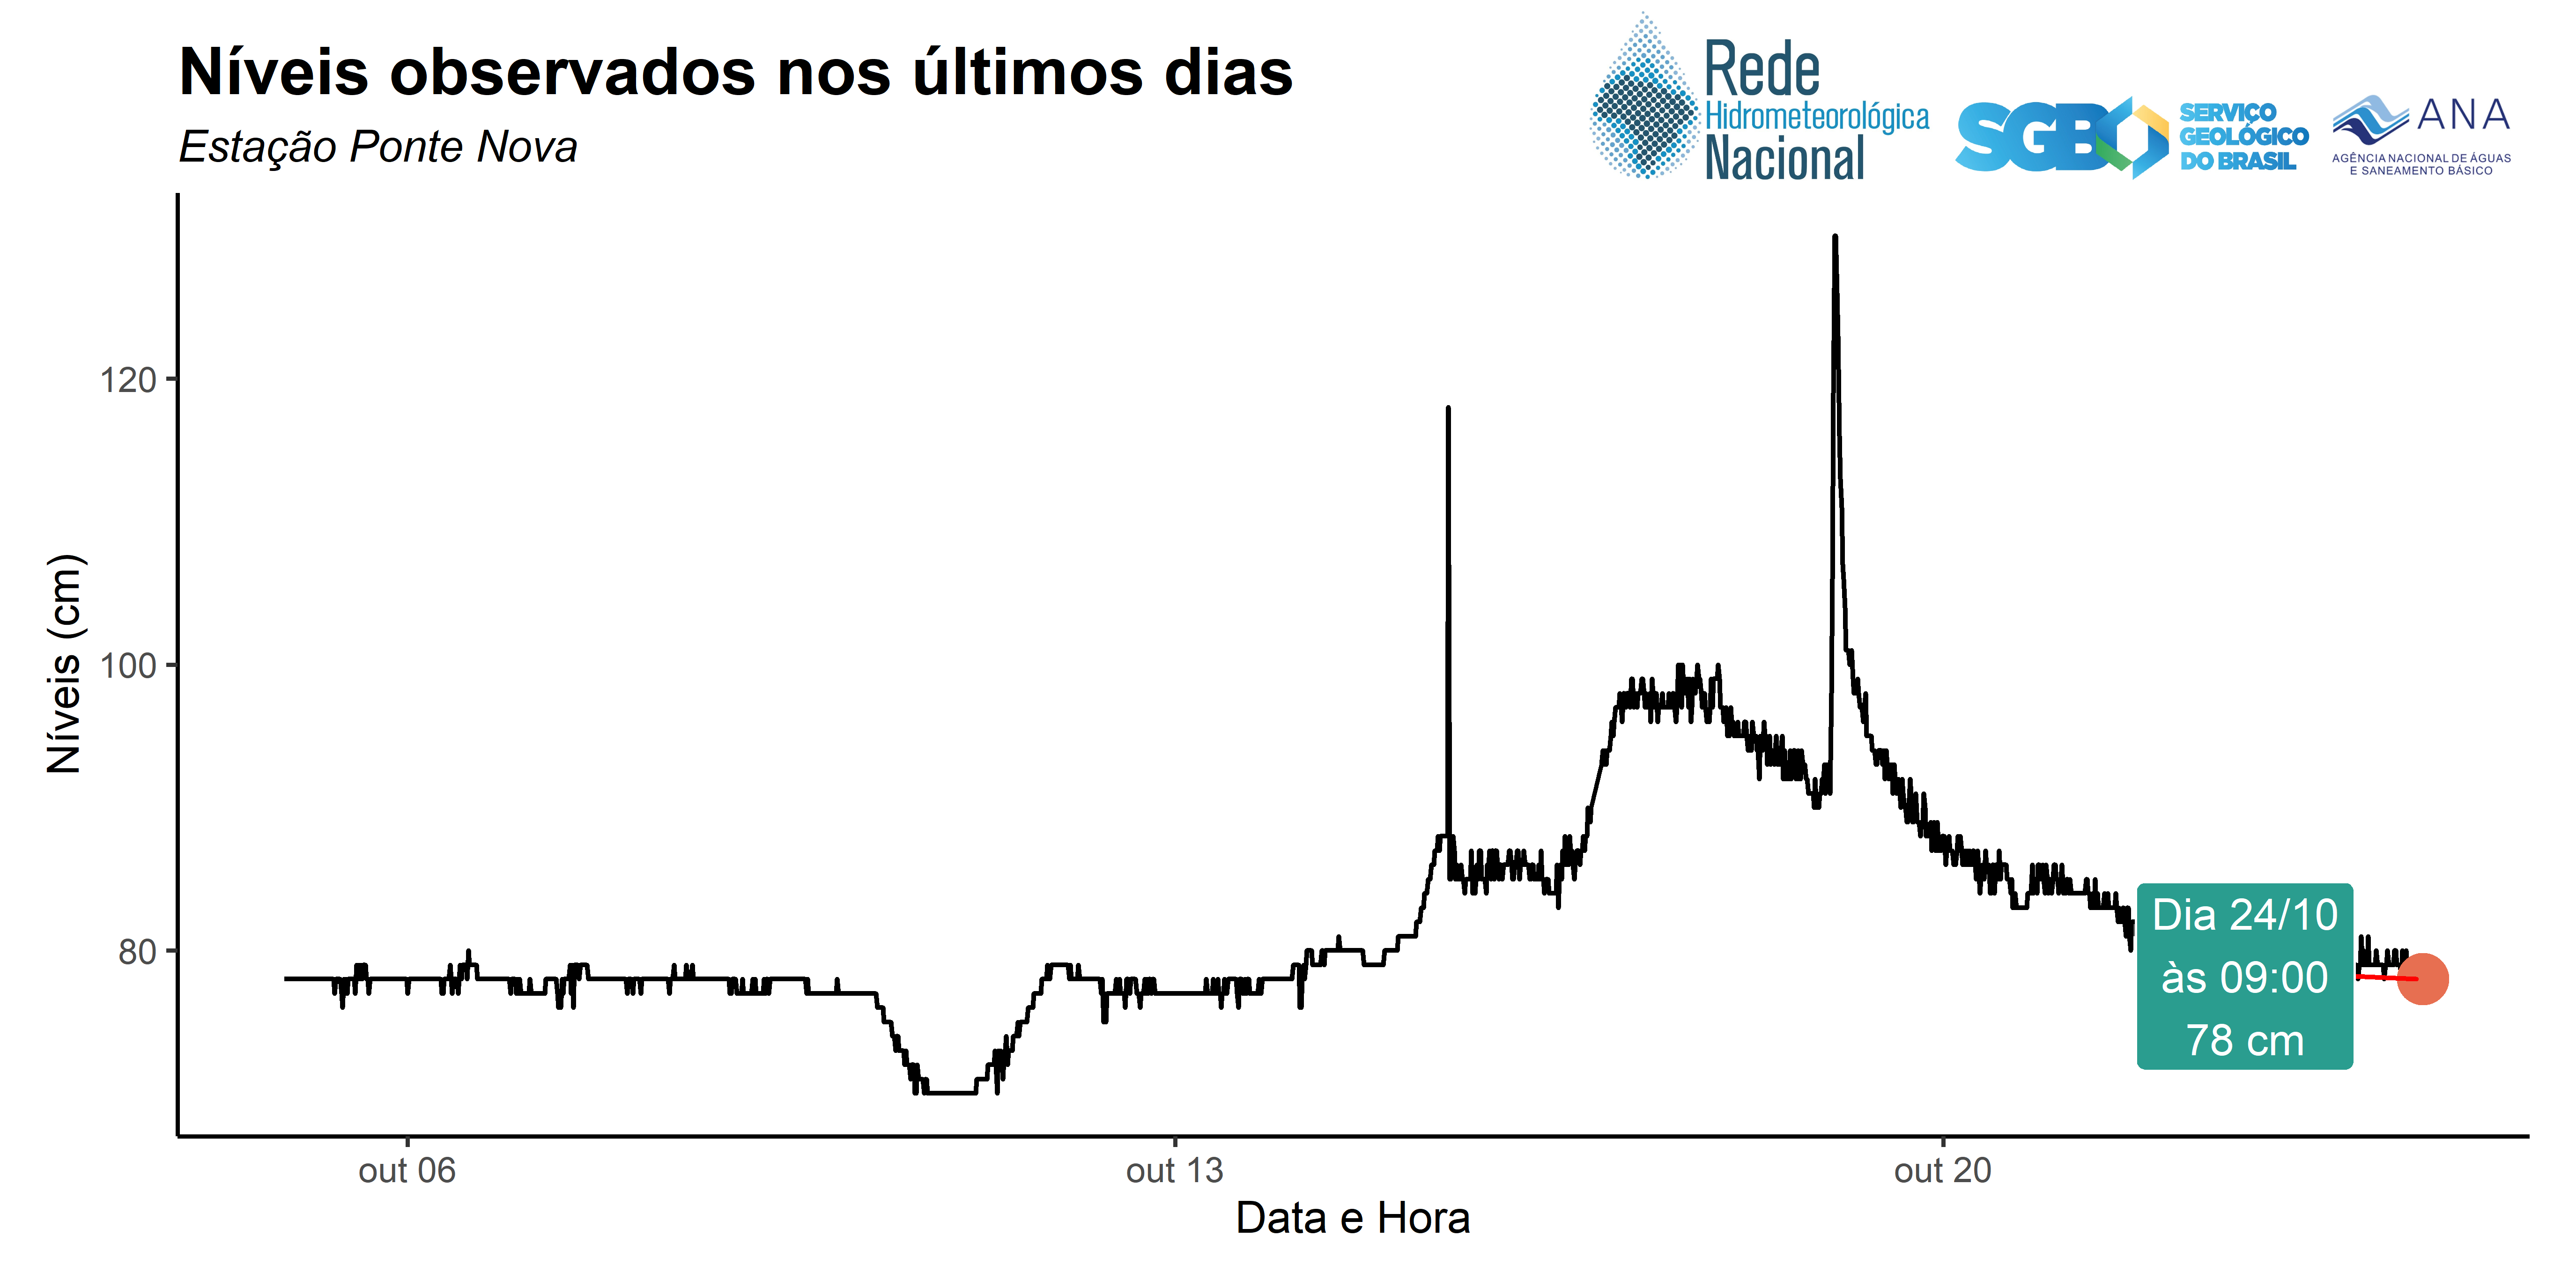 Níveis observados nos últimos dias
Estação Ponte Nova
Rede
Hidrometeorológica
Nacional
SGB
SERVIÇO
GEOLÓGICO
DO BRASIL
ANA
AGÊNCIA NACIONAL DE ÁGUAS
E SANEAMENTO BÁSICO
Níveis (cm)
120
100
80
Dia 24/10
às 09:00
78 cm
out 06
out 13
out 20
Data e Hora